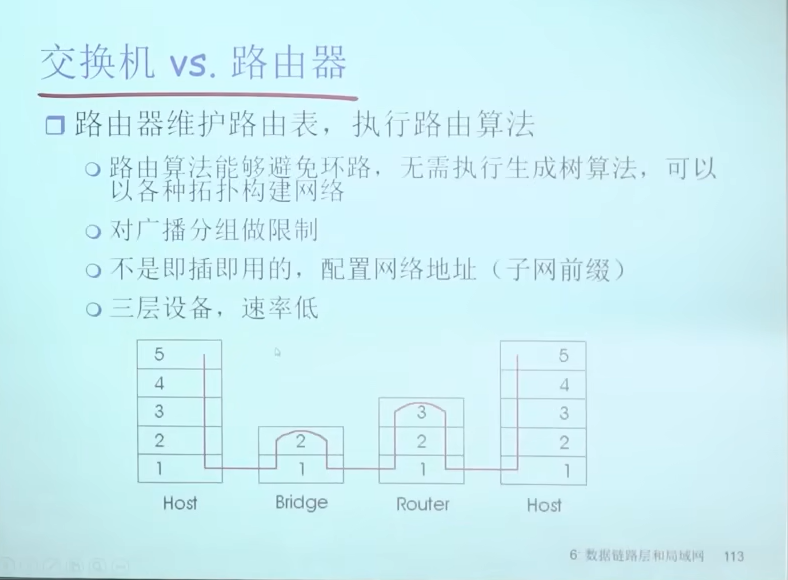 交换机 vs. 路由器
路由器维护路由表，执行路由算法
路由算法能够避免环路，无需执行生成树算法，可以
以各种拓扑构建网络
对广播分组做限制
不是即插即用的，配置网络地址（子网前缀）
三层设备，速率低
5
4
3
2
1
Host
2
1
Bridge
3
2
1
Router
5
4
3
2
1
Host
6：数据链路层和局域网 113